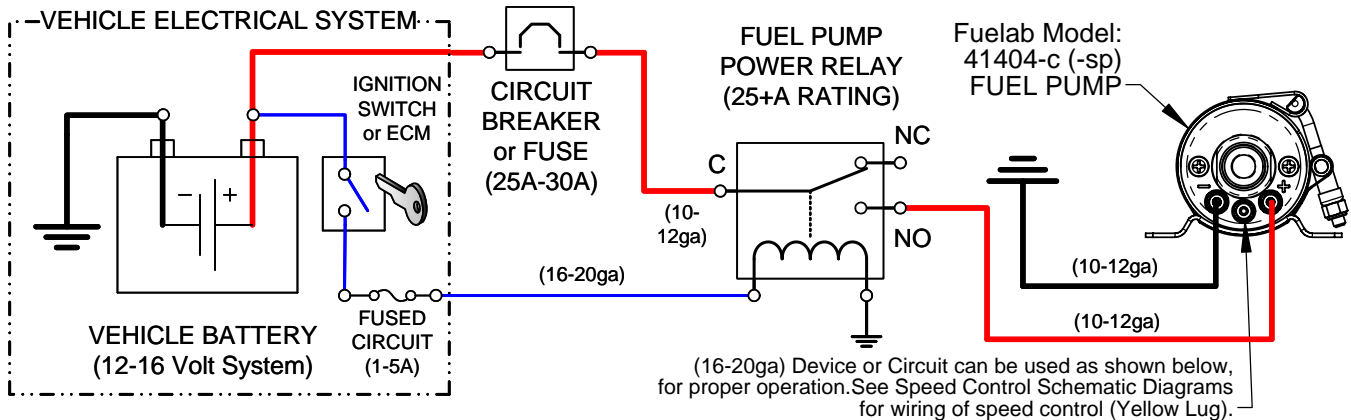 VEHICLE ELECTRICAL SYSTEM
IGNITION
SWITCH
or ECM
- +
VEHICLE BATTERY
(12-16 Volt System)
FUSED
CIRCUIT
(1-5A)
CIRCUIT
BREAKER
or FUSE
(25A-30A)
(16-20ga)
FUEL PUMP
POWER RELAY
(25+A RATING)
C
NC
NO
(10-
12ga)
Fuelab Model:
41404-c (-sp)
FUEL PUMP
- +
(10-12ga)
(10-12ga)
(16-20ga) Device or Circuit can be used as shown below,
for proper operation.See Speed Control Schematic Diagrams
for wiring of speed control (Yellow Lug).